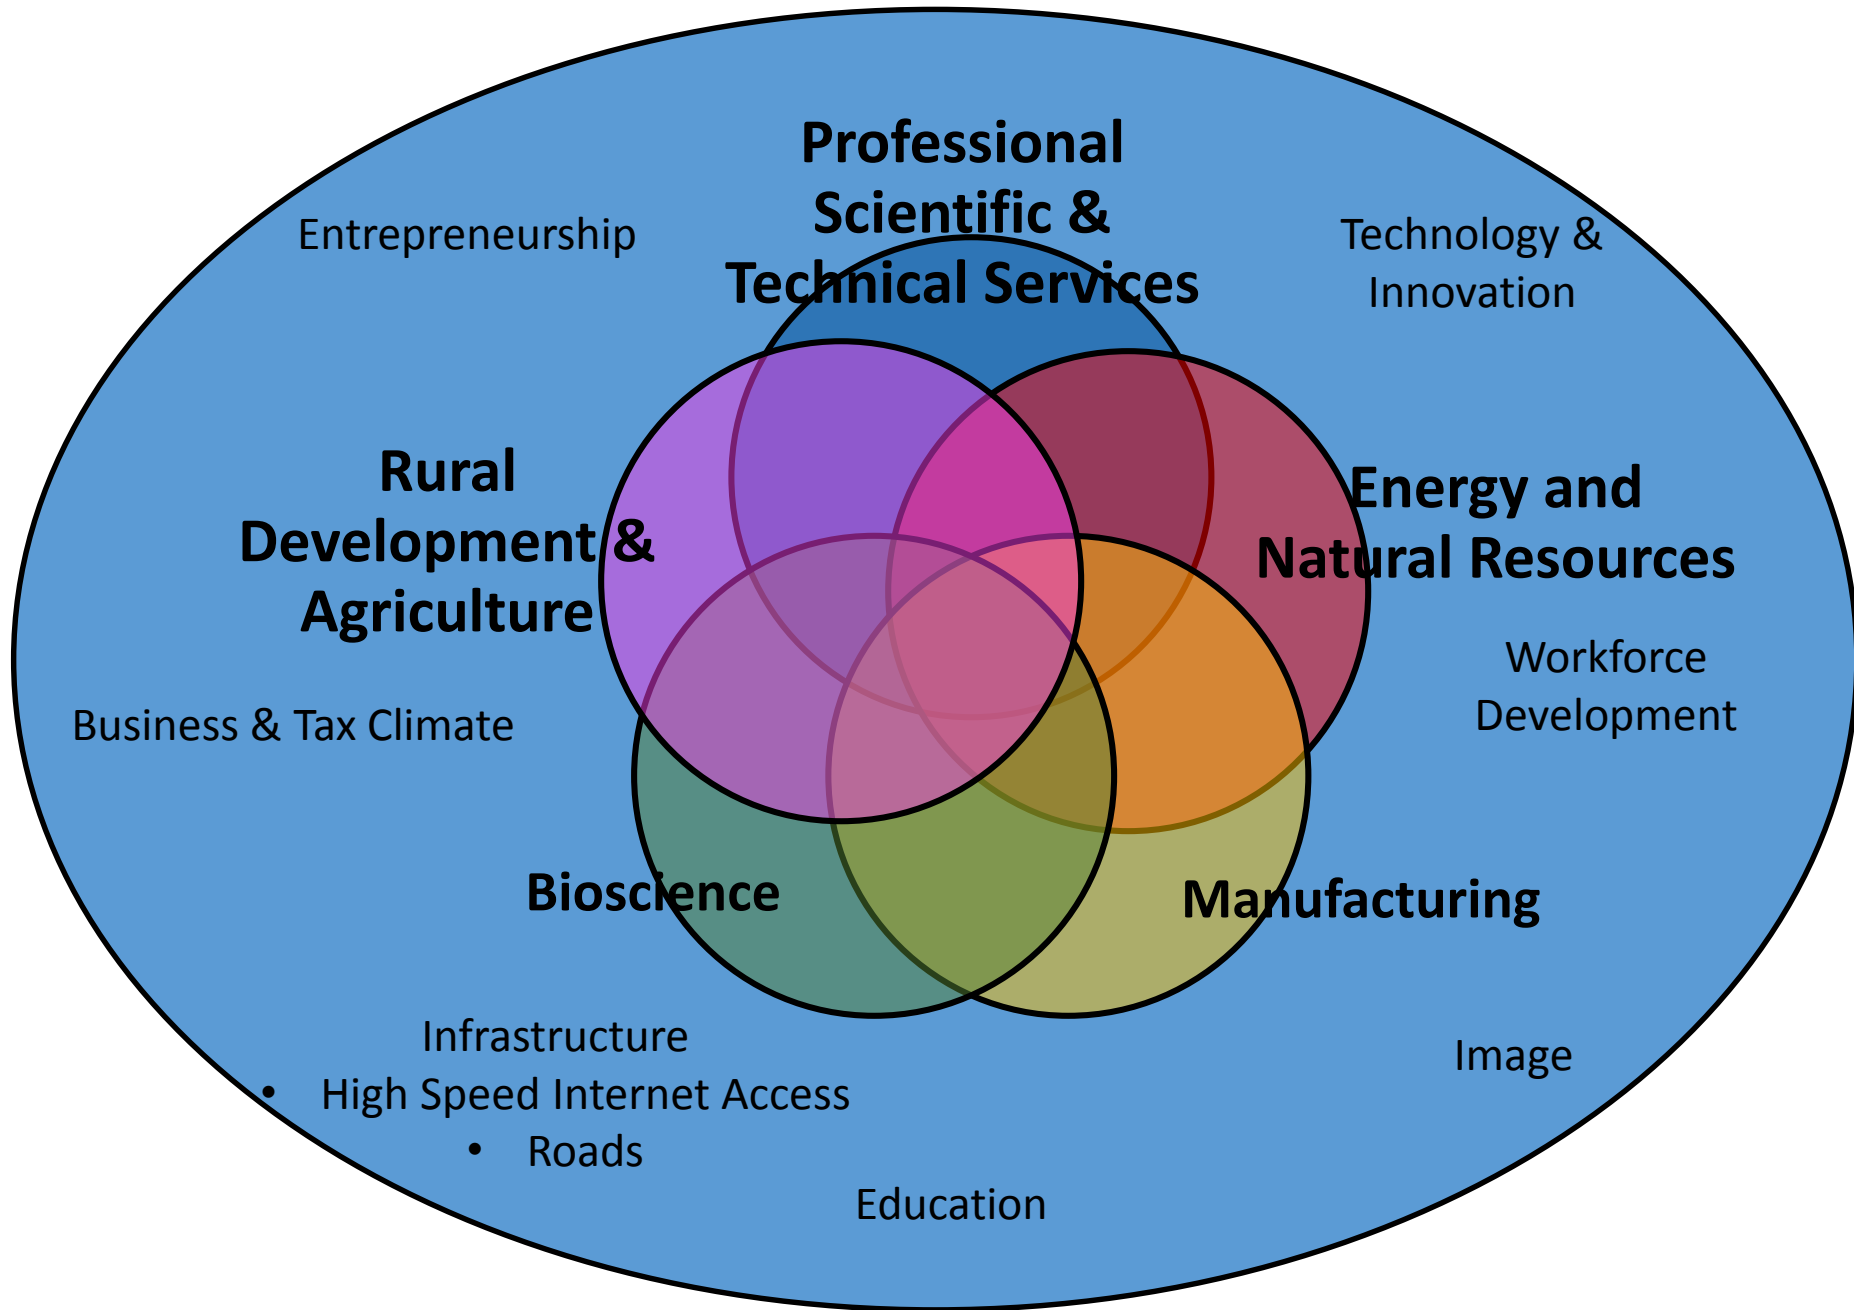 Professional
Scientific &
Technical Services
Entrepreneurship
Technology &
Innovation
Rural
Development &
Agriculture
Energy and
Natural Resources
Workforce
Development
Business & Tax Climate
Bioscience
Manufacturing
Infrastructure
• High Speed Internet Access
• Roads
Image
Education